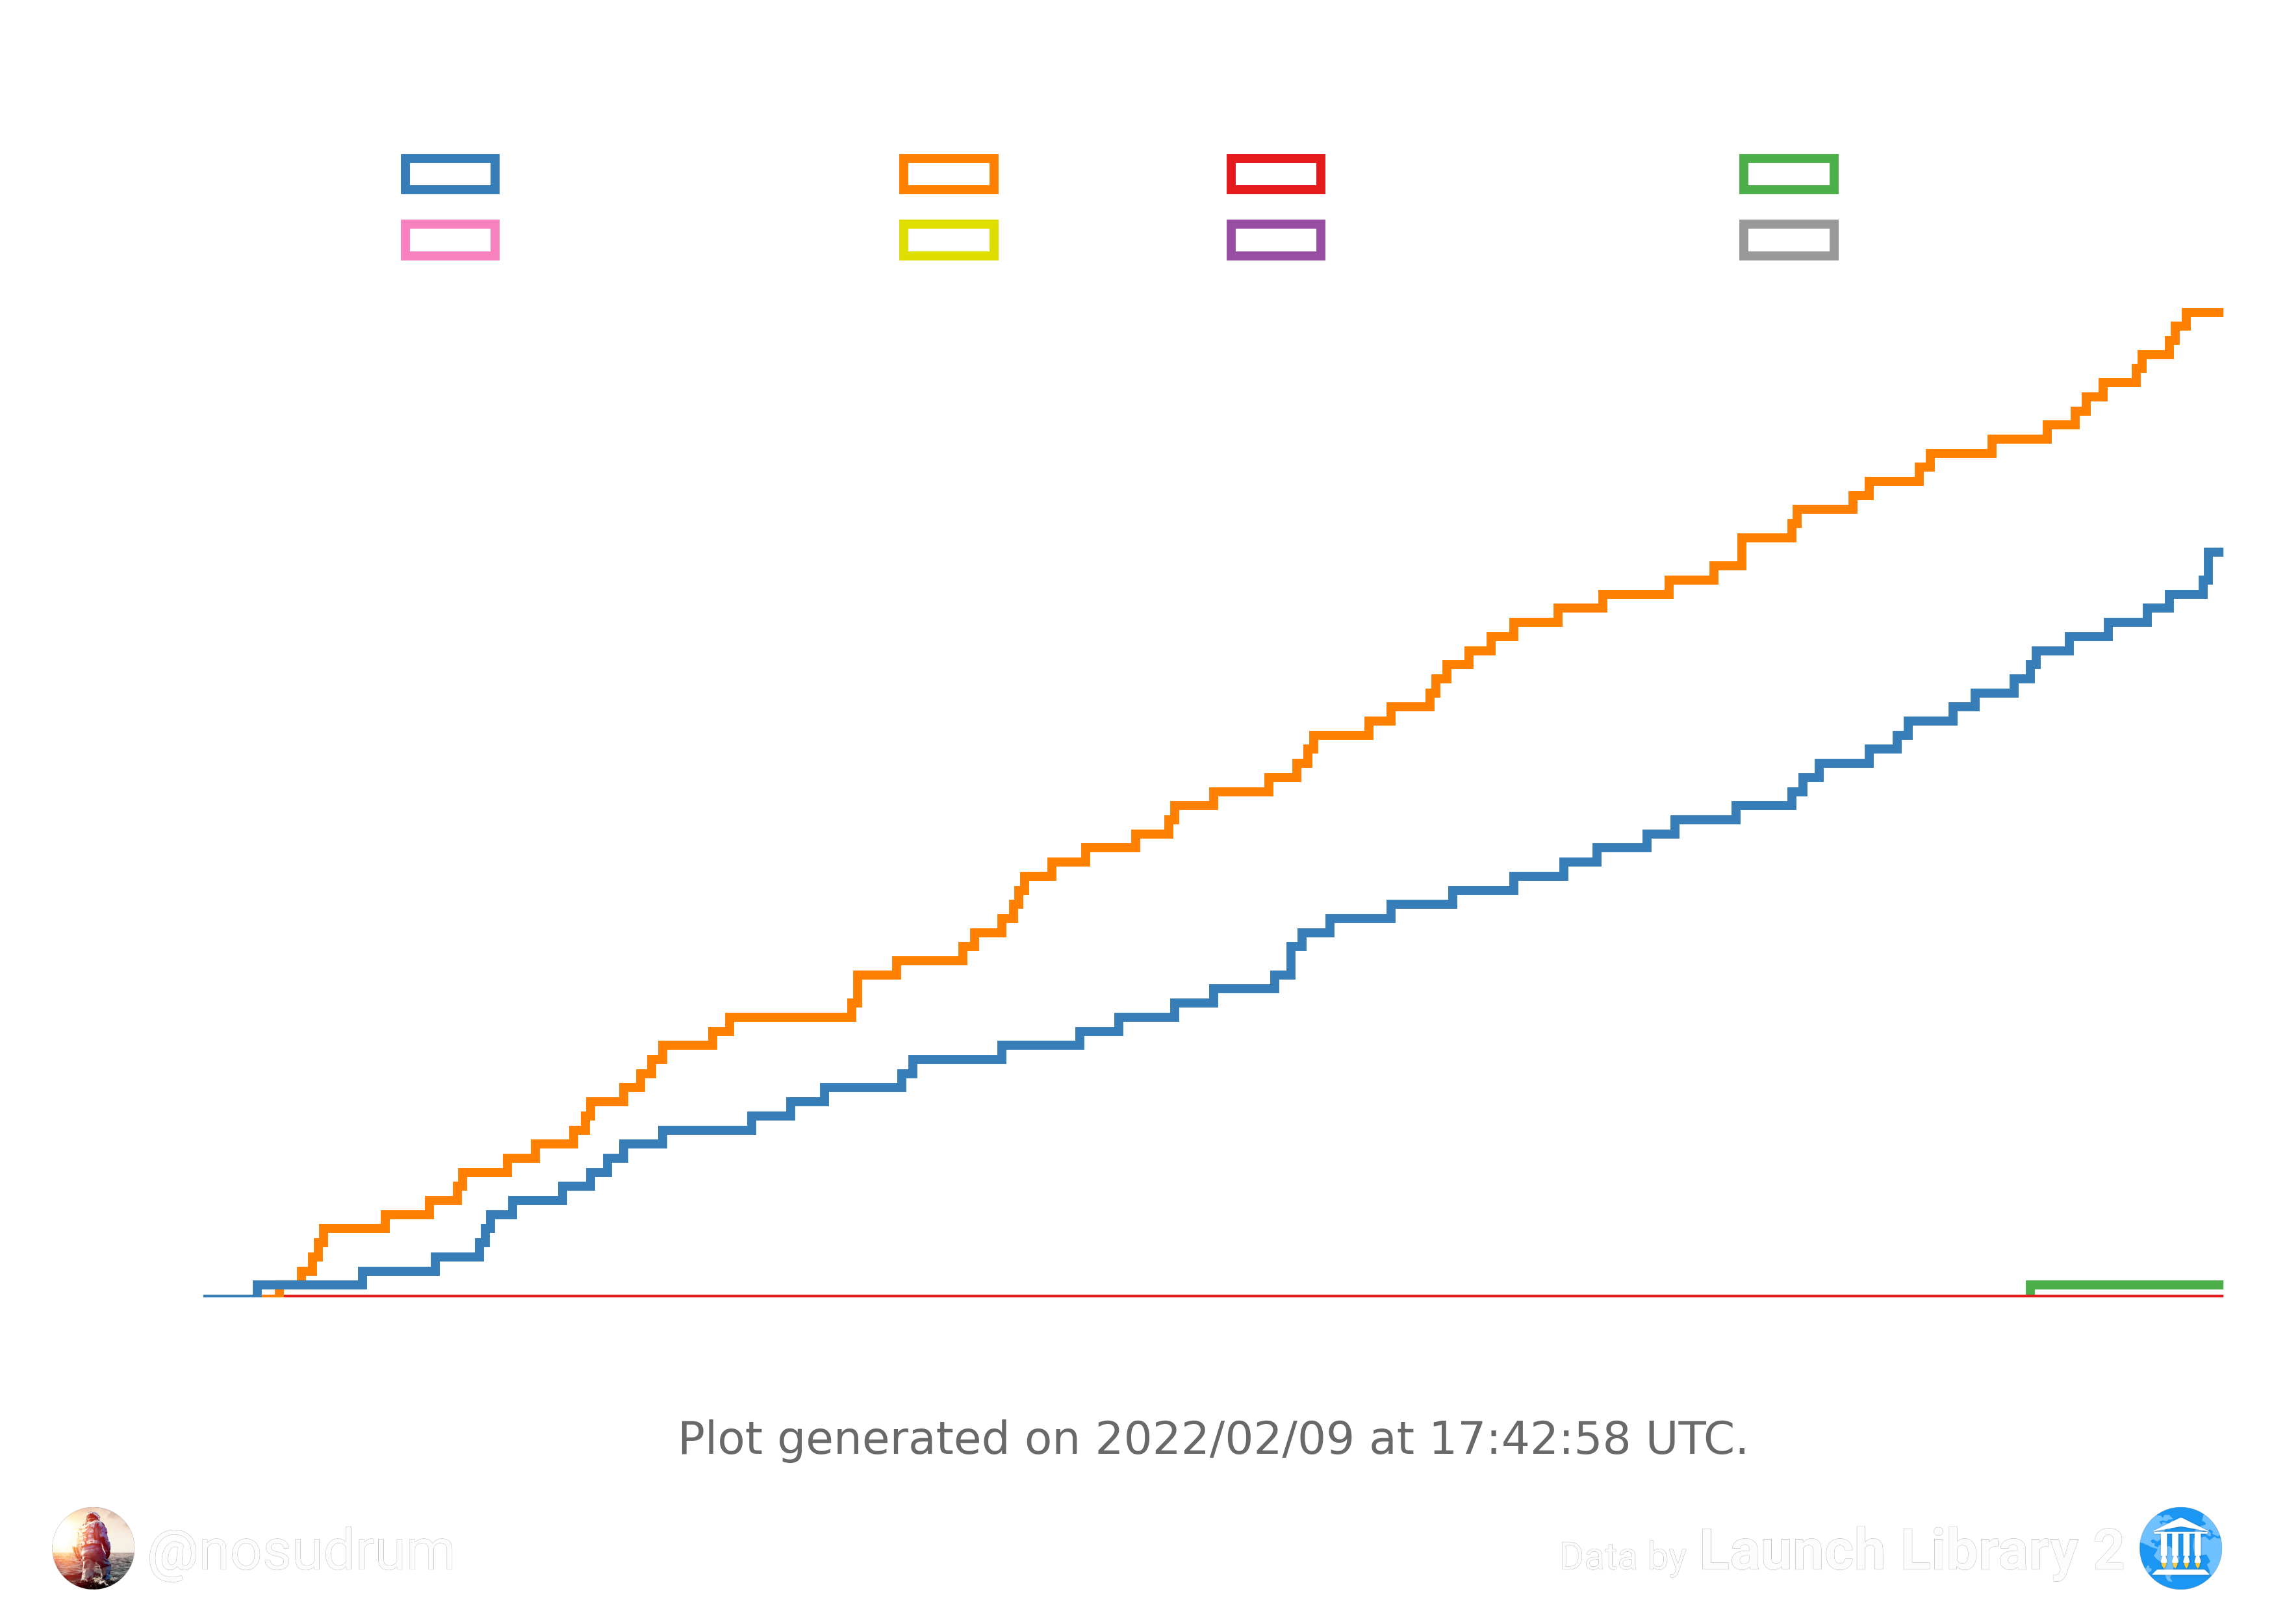 Plot generated on 2022/02/09 at 17:42:58 UTC.
@nosudrum
Data by Launch Library 2